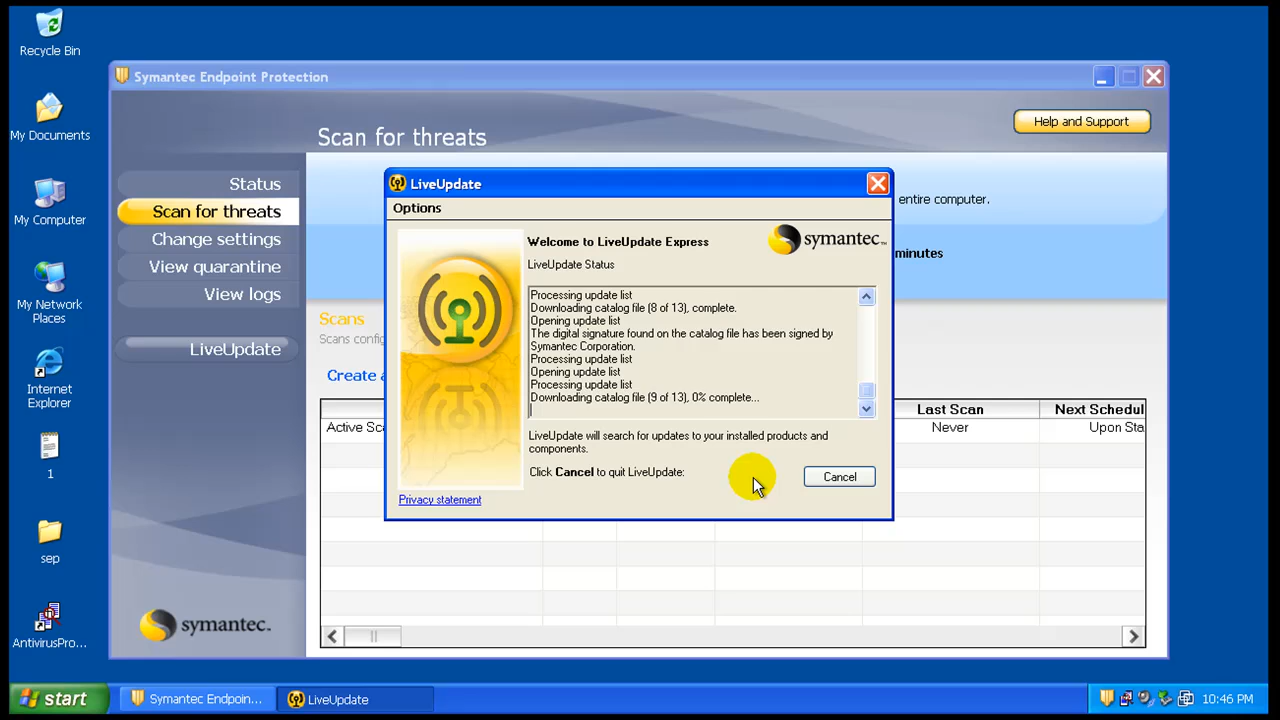 Recycle Bin
My Documents
My Computer
My Network
Places
Internet
Explorer
1
sep
AntivirusPro...
Symantec Endpoint Protection
Scan for threats
Help and Support
Status
Scan for threats
Change settings
View quarantine
View logs
LiveUpdate
symantec.
entire computer.
minutes
Scans
Scans config
Create a
Last Scan
Next Schedul
Active Sca
Never
Upon Sta
LiveUpdate
Options
Welcome to LiveUpdate Express
symantec™
LiveUpdate Status
Processing update list
Downloading catalog file (8 of 13), complete.
Opening update list
The digital signature found on the catalog file has been signed by
Symantec Corporation.
Processing update list
Opening update list
Processing update list
Downloading catalog file (9 of 13), 0% complete...
LiveUpdate will search for updates to your installed products and
components.
Click Cancel to quit LiveUpdate:
Cancel
Privacy statement
start
Symantec Endpoin...
LiveUpdate
10:46 PM